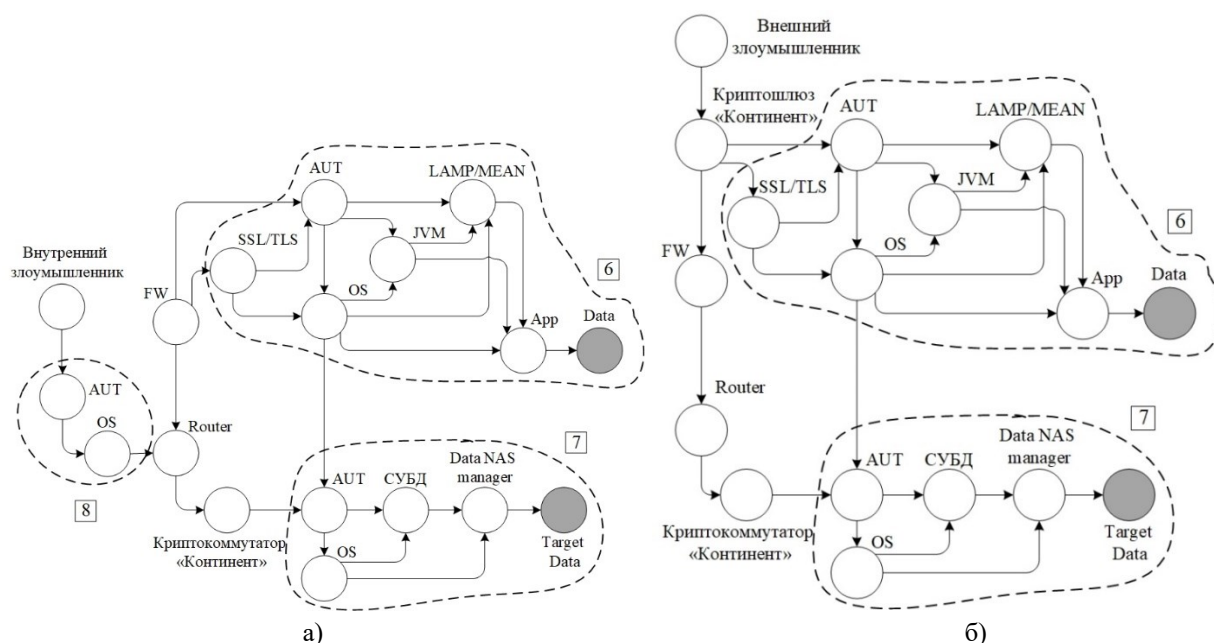 AUT
LAMP/MEAN
SSL/TLS
JVM
6
Внутренний
злоумышленник
FW
OS
App
Data
AUT
OS
Router
8
7
AUT
СУБД
Data NAS
manager
OS
Криптокоммутатор
«Континент»
Target
Data
а)
Внешний
злоумышленник
Криптошлюз
«Континент»
AUT
LAMP/MEAN
SSL/TLS
JVM
6
FW
OS
App
Data
Router
7
AUT
СУБД
Data NAS
manager
OS
Криптокоммутатор
«Континент»
Target
Data
б)